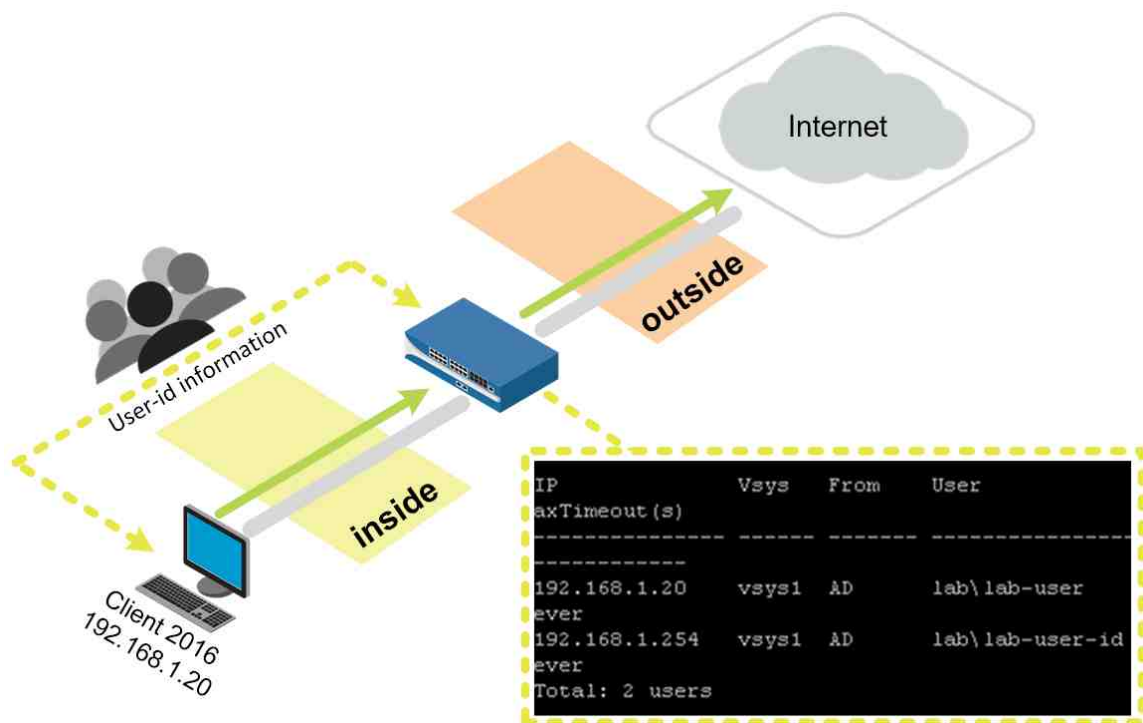 Internet
outside
User-id information
inside
Client 2016
192.168.1.20
IP Vsys From User
axTimeout(s)
--------------- ------ ------- ----------------
-------------
192.168.1.20 vsys1 AD lab\lab-user
ever
192.168.1.254 vsys1 AD lab\lab-user-id
ever
Total: 2 users